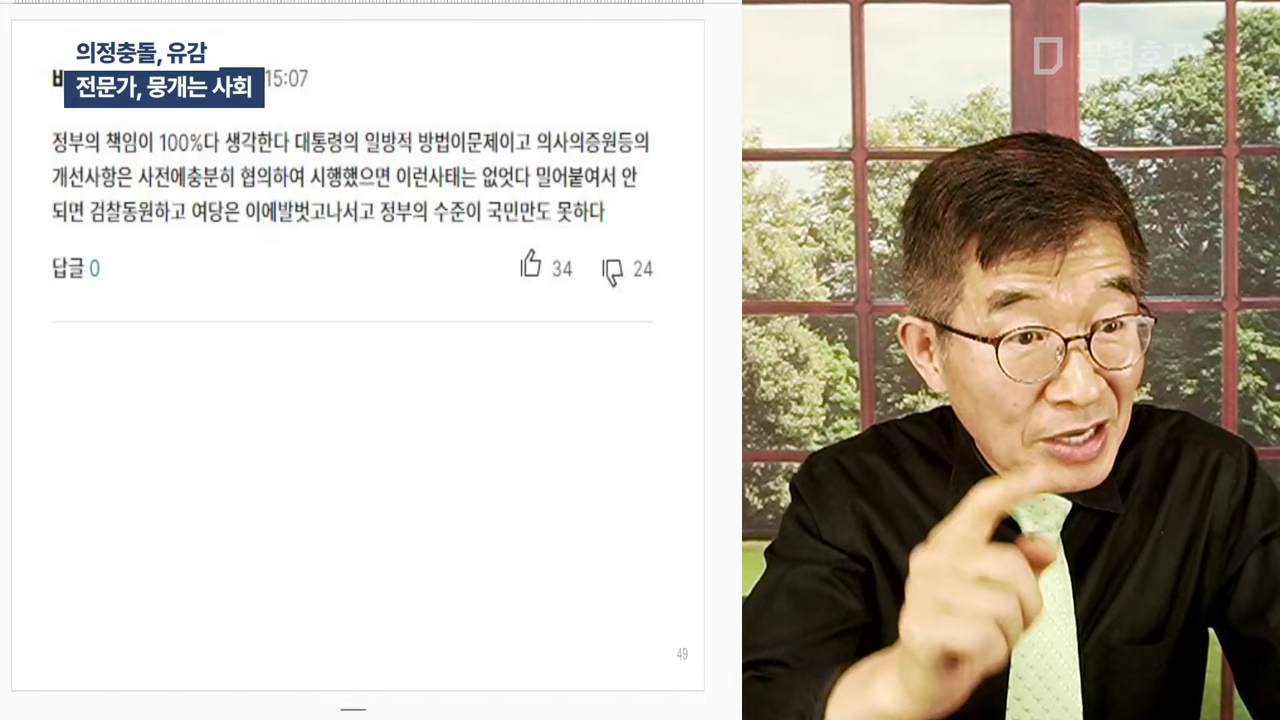 의정충돌, 유감
전문가, 뭉개는 사회
15:07
정부의 책임이 100%다 생각한다 대통령의 일방적 방법이문제이고 의사의증원등의
개선사항은 사전에충분히 협의하여 시행했으면 이런사태는 없엇다 밀어붙여서 안
되면 검찰동원하고 여당은 이에발벗고나서고 정부의 수준이 국민만도 못하다
답글 0
34
24
49